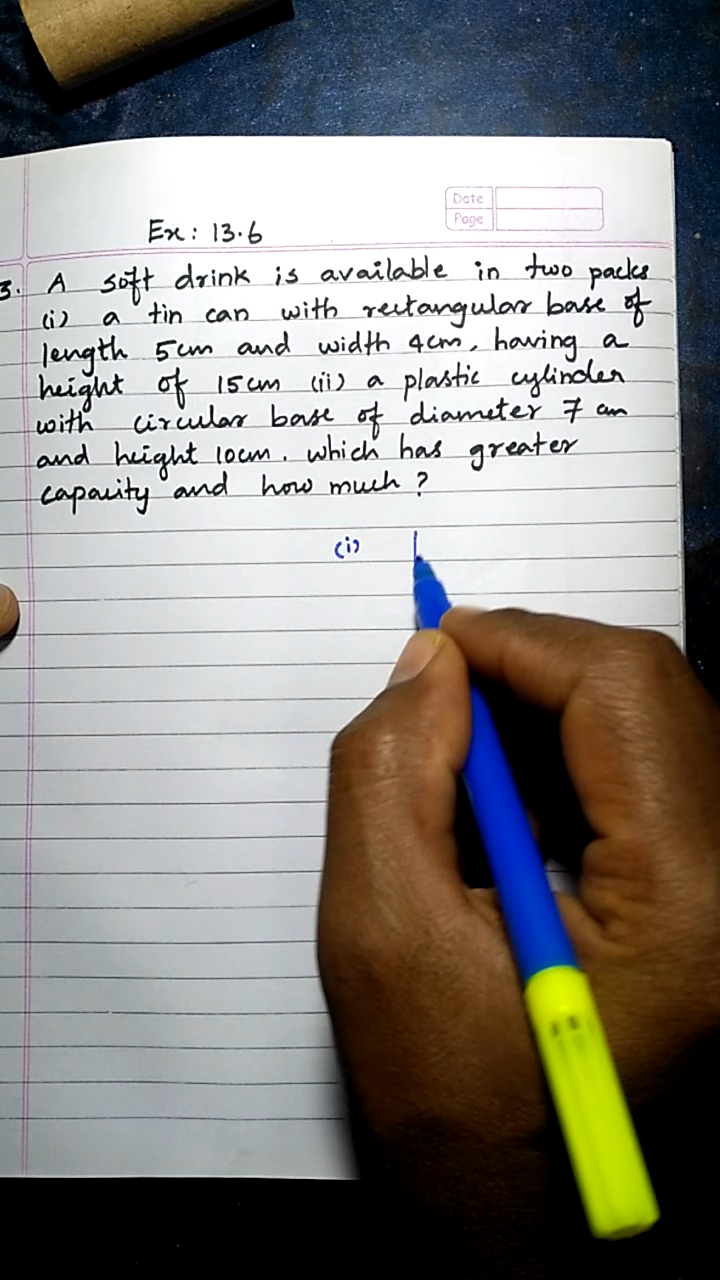 Date
Page
Ex: 13.6
3. A soft drink is available in two packs
(i) a tin can with rectangular base of
length 5cm and width 4cm, having a
height of 15cm (ii) a plastic cylinder
with circular base of diameter 7 cm
and height 10cm. which has greater
capacity and how much ?
(i)